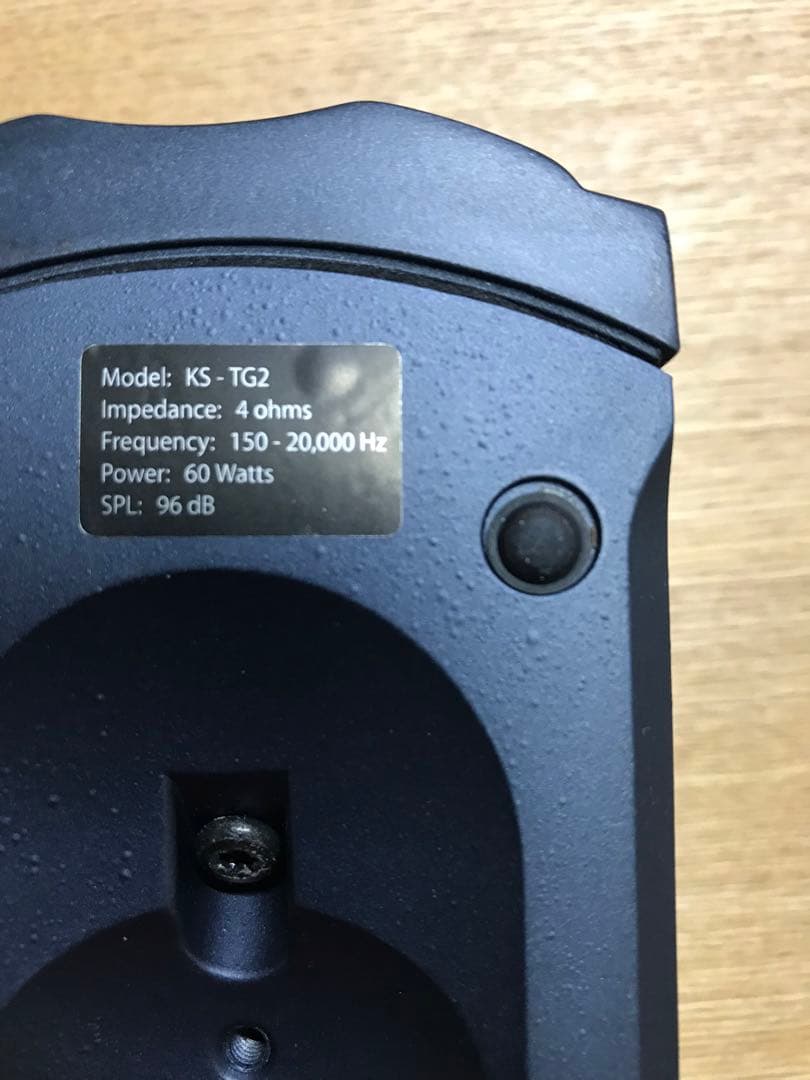 Model: KS - TG2
Impedance: 4 ohms
Frequency: 150 - 20,000 Hz
Power: 60 Watts
SPL: 96 dB